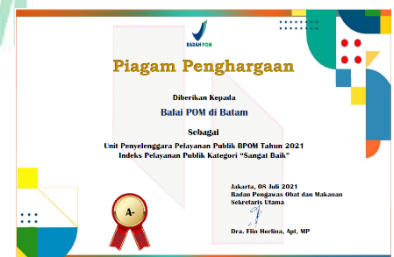 BADAN POM
Piagam Penghargaan
Diberikan Kepada
Balai POM di Batam
Sebagai
Unit Penyelenggara Pelayanan Publik BPOM Tahun 2021
Indeks Pelayanan Publik Kategori "Sangat Baik"
Jakarta, 08 Juli 2021
Badan Pengawas Obat dan Makanan
Sekretaris Utama
A-
Dra. Elin Herlina, Apt, MP